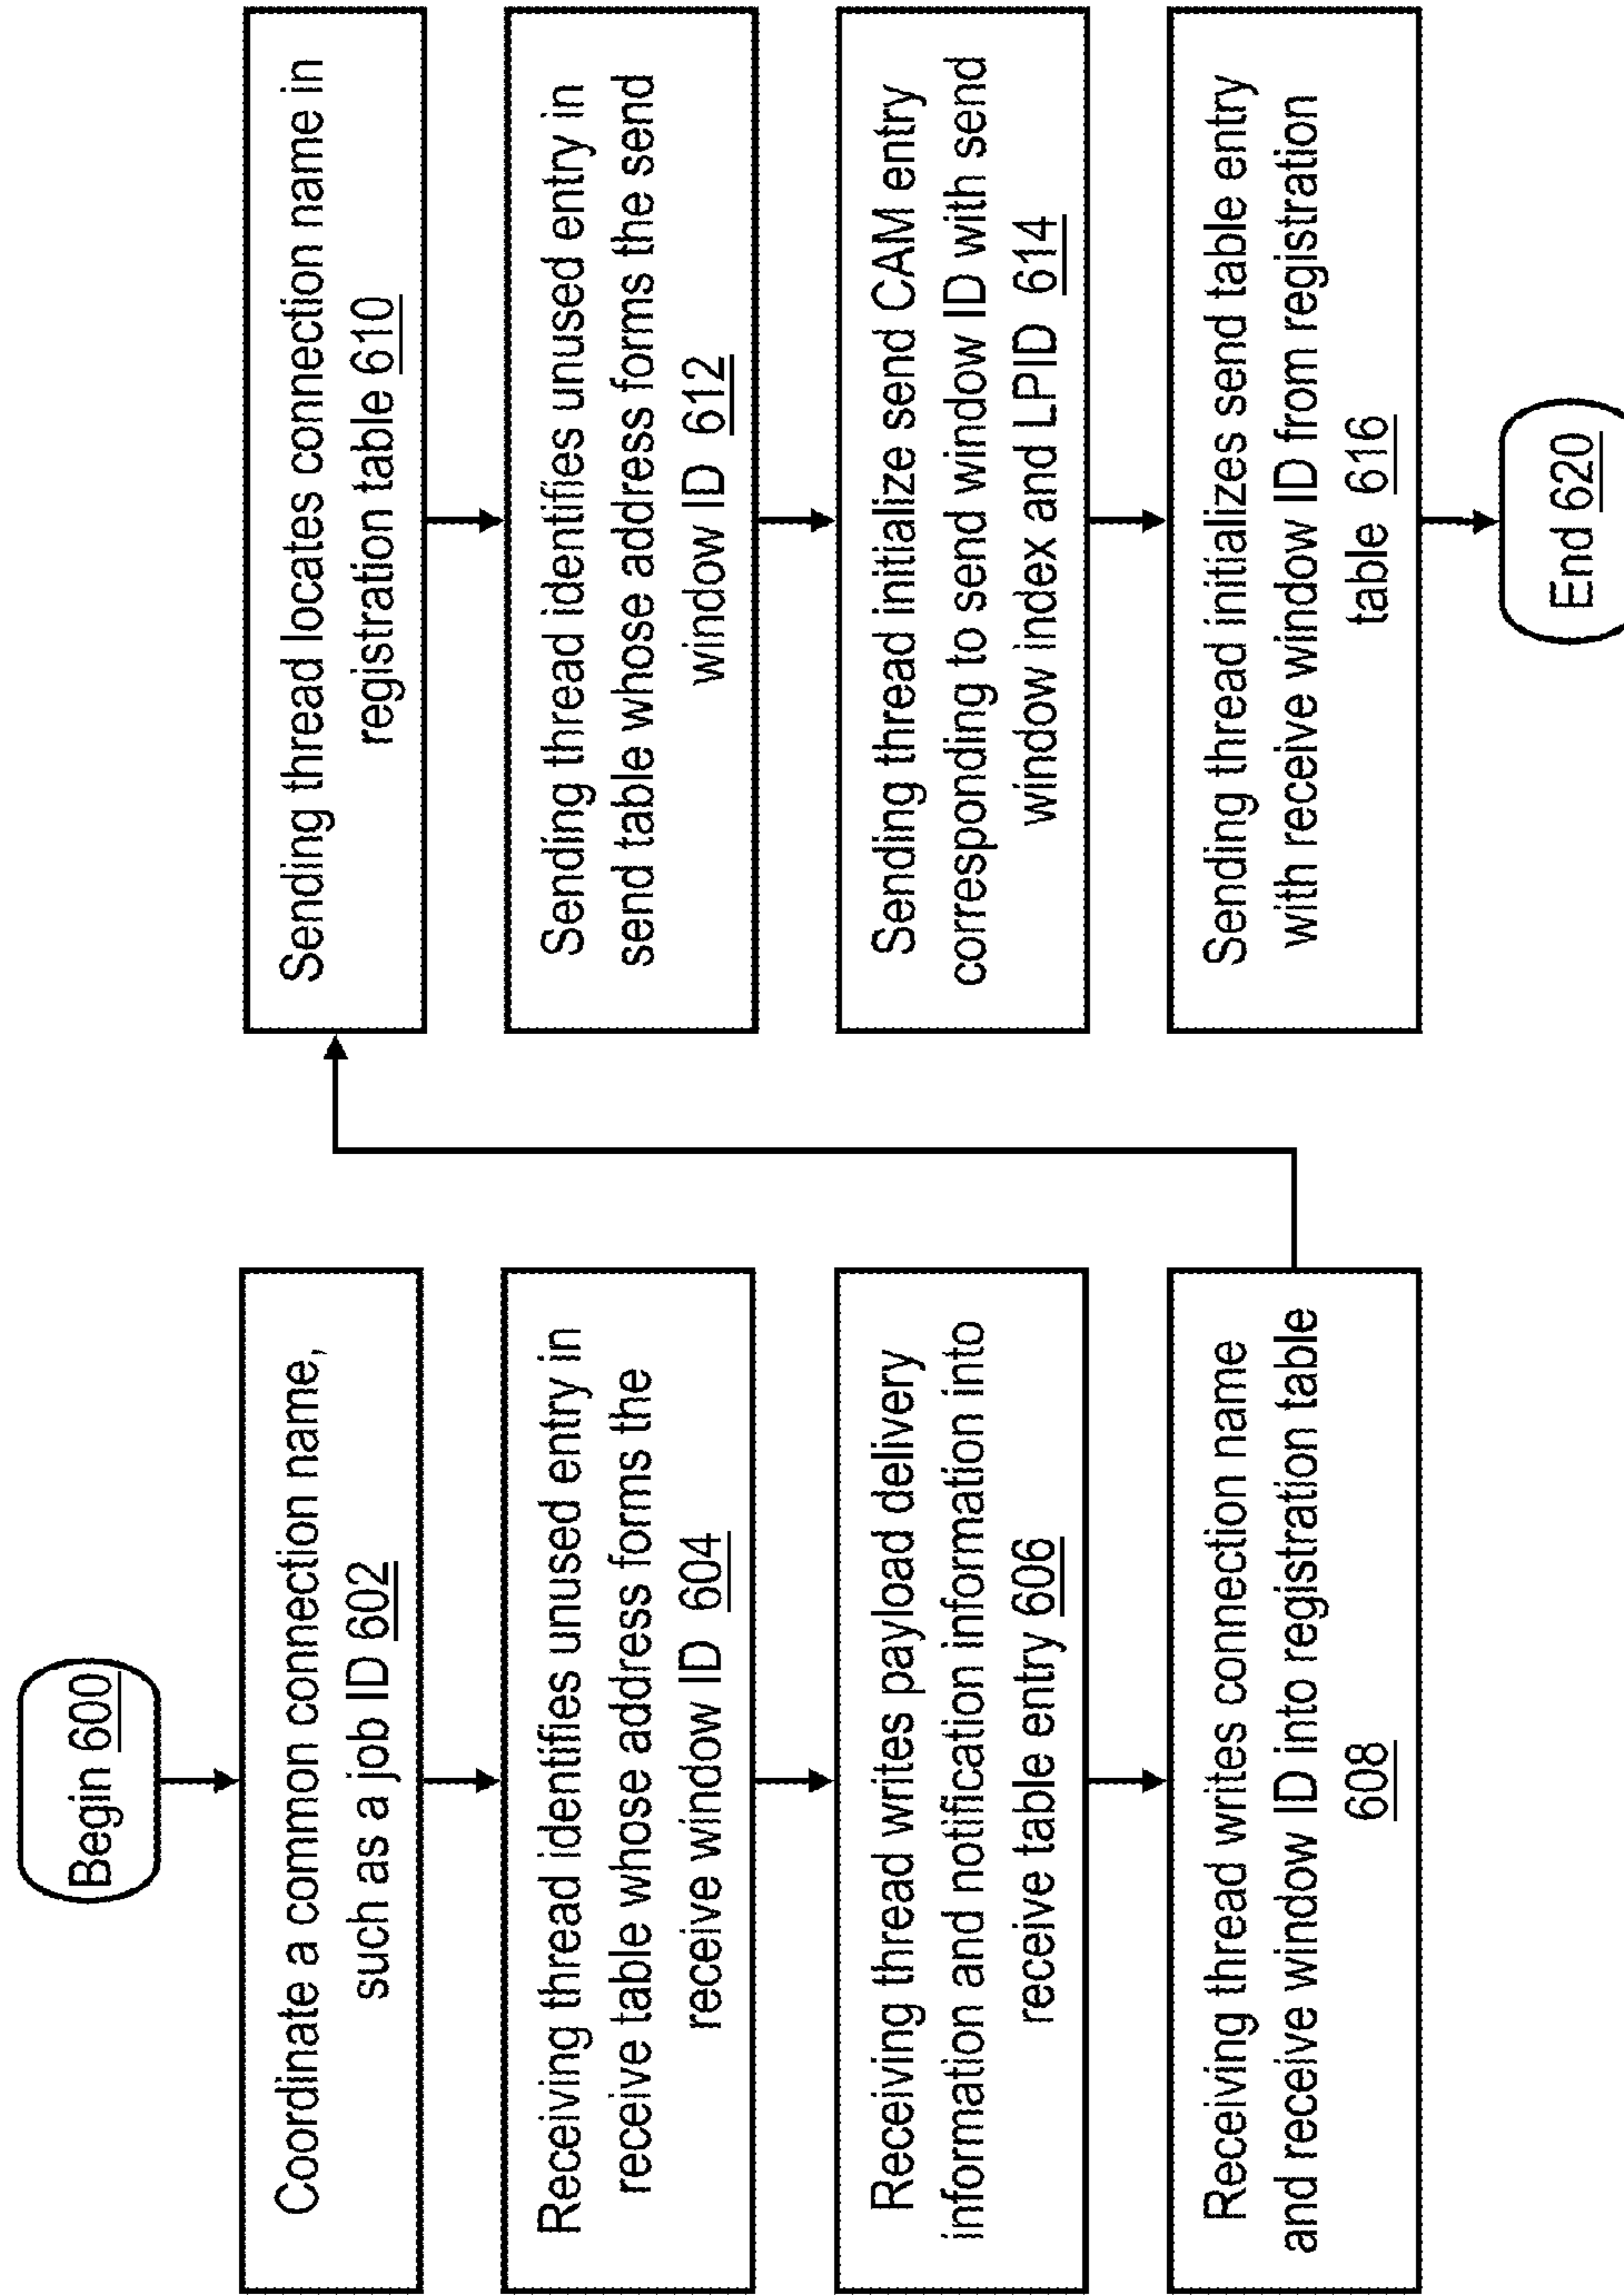 Begin 600
Coordinate a common connection name,
such as a job ID 602
Receiving thread identifies unused entry in
receive table whose address forms the
receive window ID 604
Receiving thread writes payload delivery
information and notification information into
receive table entry 606
Receiving thread writes connection name
and receive window ID into registration table
608
Sending thread locates connection name in
registration table 610
Sending thread identifies unused entry in
send table whose address forms the send
window ID 612
Sending thread initialize send CAM entry
corresponding to send window ID with send
window index and LPID 614
Sending thread initializes send table entry
with receive window ID from registration
table 616
End 620